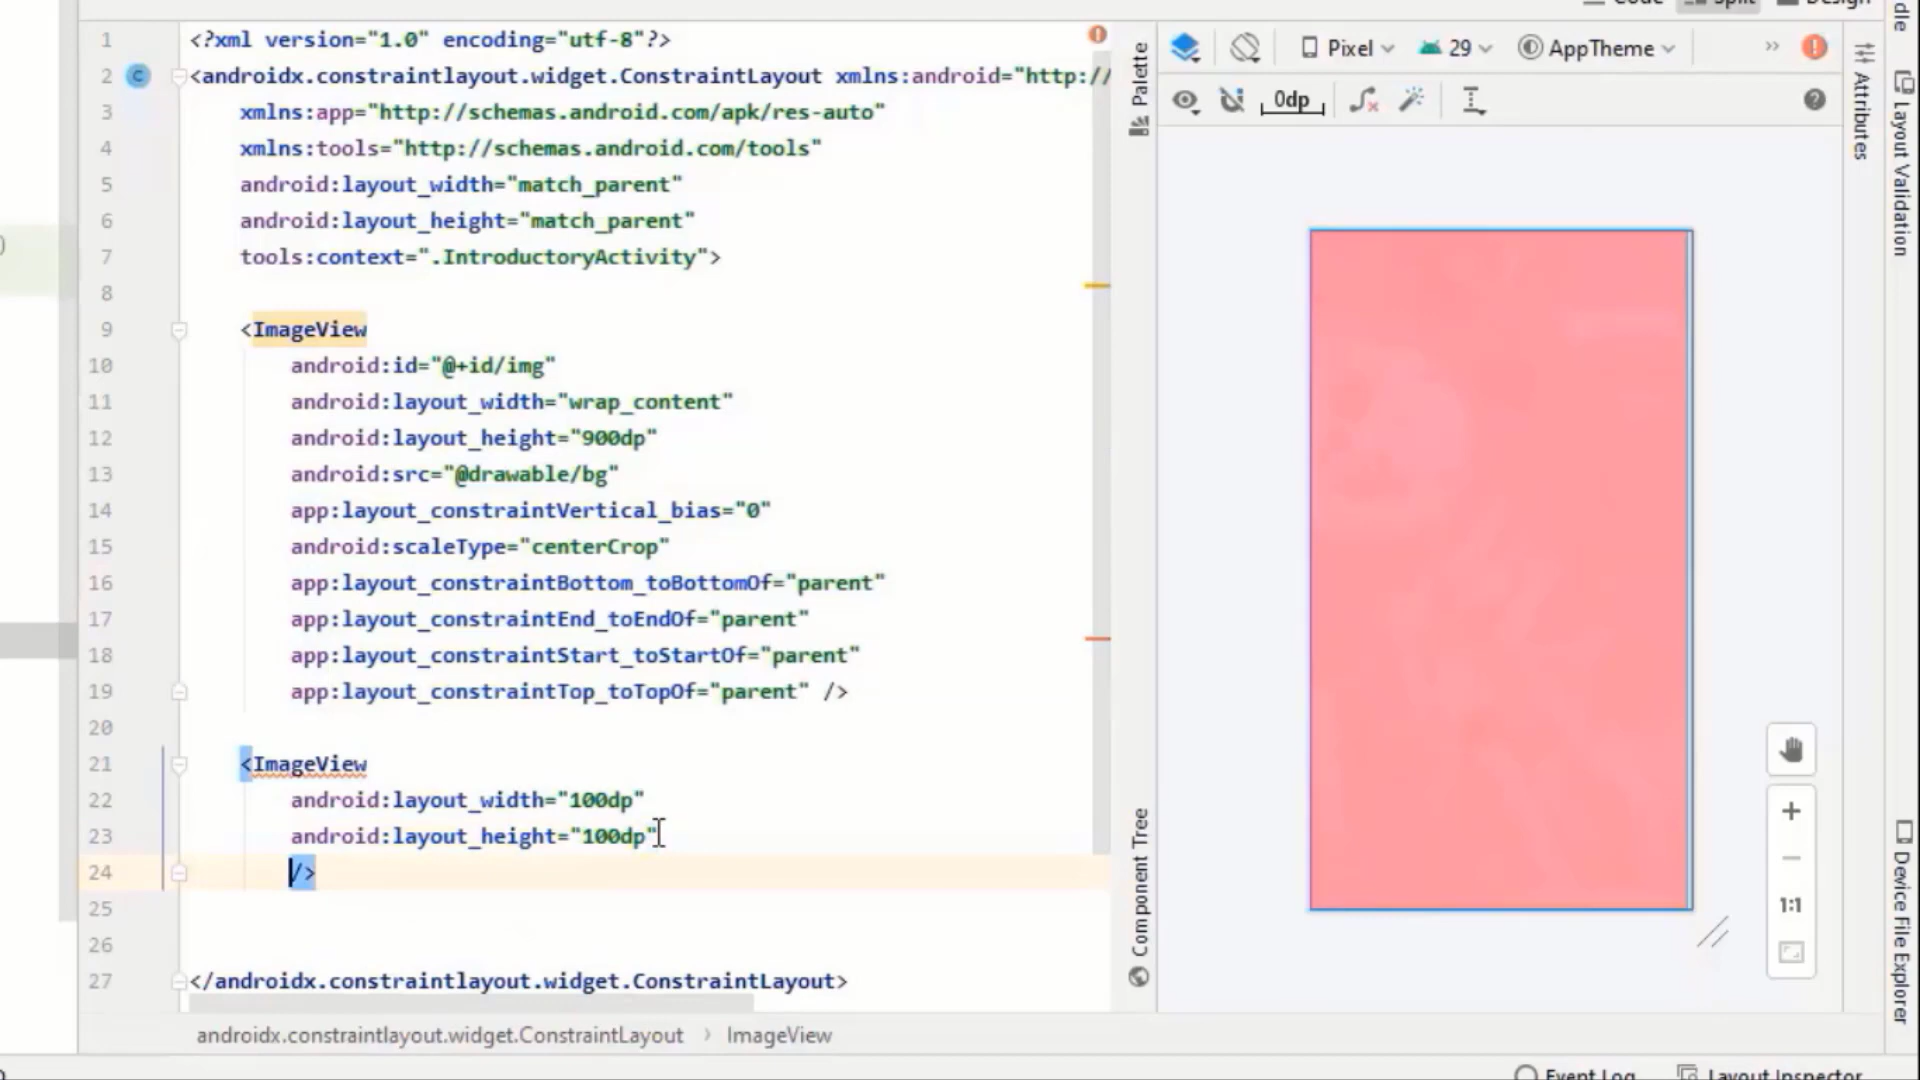 Code Split Design
1 <?xml version="1.0" encoding="utf-8"?>
2 C <androidx.constraintlayout.widget.ConstraintLayout xmlns:android="http://
3 xmlns:app="http://schemas.android.com/apk/res-auto"
4 xmlns:tools="http://schemas.android.com/tools"
5 android:layout_width="match_parent"
6 android:layout_height="match_parent"
7 tools:context=".IntroductoryActivity">
8
9 <ImageView
10 android:id="@+id/img"
11 android:layout_width="wrap_content"
12 android:layout_height="900dp"
13 android:src="@drawable/bg"
14 app:layout_constraintVertical_bias="0"
15 android:scaleType="centerCrop"
16 app:layout_constraintBottom_toBottomOf="parent"
17 app:layout_constraintEnd_toEndOf="parent"
18 app:layout_constraintStart_toStartOf="parent"
19 app:layout_constraintTop_toTopOf="parent" />
20
21 <ImageView
22 android:layout_width="100dp"
23 android:layout_height="100dp"
24 />
25
26
27 </androidx.constraintlayout.widget.ConstraintLayout>
androidx.constraintlayout.widget.ConstraintLayout › ImageView
Palette
Component Tree
Pixel 29 AppTheme »
0dp
1:1
Attributes
Layout Validation
Device File Explorer
Event Log Layout Inspector